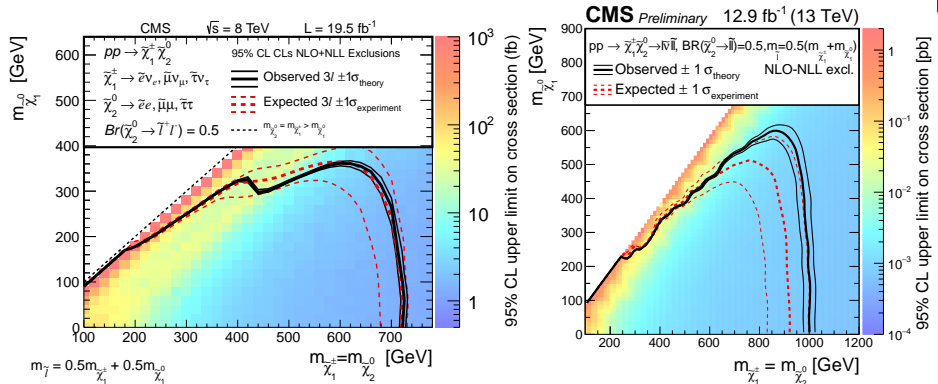 CMS √s = 8 TeV L = 19.5 fb⁻¹
pp → χ̃₁± χ̃₂⁰
χ̃₁± → ẽνₑ, μ̃ν_μ, τ̃ν_τ
χ̃₂⁰ → ẽe, μ̃μ, τ̃τ
Br(χ̃₂⁰ → l̃⁺l⁻) = 0.5
95% CL CLs NLO+NLL Exclusions
Observed 3l ±1σ_theory
Expected 3l ±1σ_experiment
m_χ̃₂⁰ = m_χ̃₁± > m_χ̃₁⁰
m_χ̃₁⁰ [GeV]
600
500
400
300
200
100
0
100 200 300 400 500 600 700
m_χ̃₁± = m_χ̃₂⁰ [GeV]
m_l̃ = 0.5m_χ̃₁± + 0.5m_χ̃₁⁰
10³
10²
10
1
95% CL upper limit on cross section (fb)
CMS Preliminary 12.9 fb⁻¹ (13 TeV)
pp → χ̃₁± χ̃₂⁰ → l̃νl̃l, BR(χ̃₂⁰ → l̃l)=0.5, m_l̃=0.5(m_χ̃₁±+m_χ̃₁⁰)
Observed ± 1 σ_theory NLO-NLL excl.
Expected ± 1 σ_experiment
m_χ̃₁⁰ [GeV]
900
800
700
600
500
400
300
200
100
0
200 400 600 800 1000 1200
m_χ̃₁± = m_χ̃₂⁰ [GeV]
1
10⁻¹
10⁻²
10⁻³
10⁻⁴
95% CL upper limit on cross section [pb]